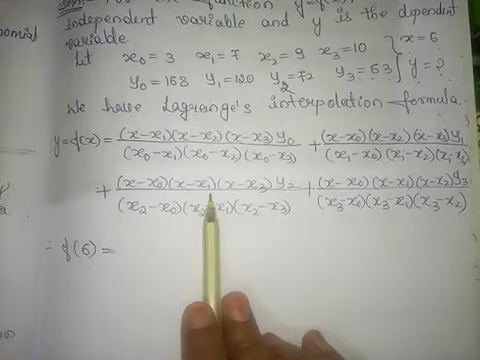 independent variable and y is the dependent
variable.
Let x₀ = 3 x₁ = 7 x₂ = 9 x₃ = 10 } x = 6
y₀ = 168 y₁ = 120 y₂ = 72 y₃ = 63 } y = ?
We have Lagrange's interpolation formula.
y = f(x) = (x-x₁)(x-x₂)(x-x₃) y₀ / (x₀-x₁)(x₀-x₂)(x₀-x₃) + (x-x₀)(x-x₂)(x-x₃) y₁ / (x₁-x₀)(x₁-x₂)(x₁-x₃)
+ (x-x₀)(x-x₁)(x-x₃) y₂ / (x₂-x₀)(x₂-x₁)(x₂-x₃) + (x-x₀)(x-x₁)(x-x₂) y₃ / (x₃-x₀)(x₃-x₁)(x₃-x₂)
∴ f(6) =